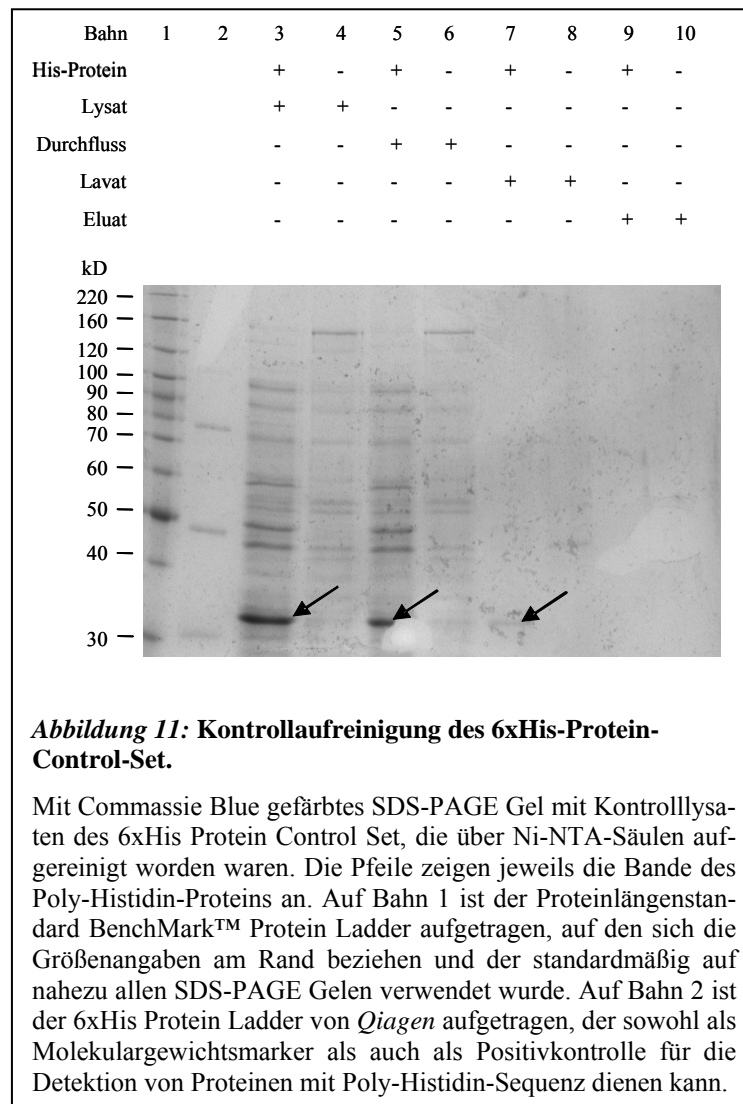 Bahn 1 2 3 4 5 6 7 8 9 10
His-Protein + - + - + - + -
Lysat + + - - - - - -
Durchfluss - - + + - - - -
Lavat - - - - + + - -
Eluat - - - - - - + +
kD
220
160
120
100
90
80
70
60
50
40
30
Abbildung 11: Kontrollaufreinigung des 6xHis-Protein-
Control-Set.
Mit Commassie Blue gefärbtes SDS-PAGE Gel mit Kontrolllysa-
ten des 6xHis Protein Control Set, die über Ni-NTA-Säulen auf-
gereinigt worden waren. Die Pfeile zeigen jeweils die Bande des
Poly-Histidin-Proteins an. Auf Bahn 1 ist der Proteinlängenstan-
dard BenchMark™ Protein Ladder aufgetragen, auf den sich die
Größenangaben am Rand beziehen und der standardmäßig auf
nahezu allen SDS-PAGE Gelen verwendet wurde. Auf Bahn 2 ist
der 6xHis Protein Ladder von Qiagen aufgetragen, der sowohl als
Molekulargewichtsmarker als auch als Positivkontrolle für die
Detektion von Proteinen mit Poly-Histidin-Sequenz dienen kann.